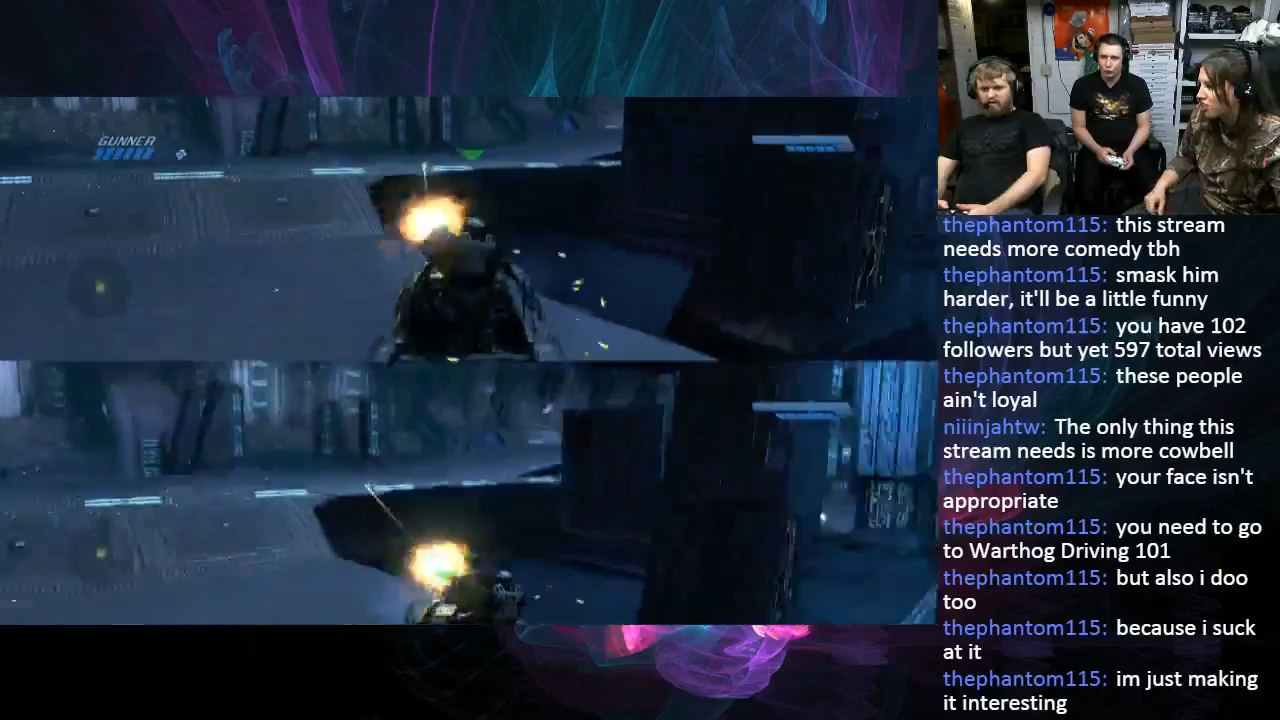 GUNNER
thephantom115: this stream
needs more comedy tbh
thephantom115: smask him
harder, it'll be a little funny
thephantom115: you have 102
followers but yet 597 total views
thephantom115: these people
ain't loyal
niiinjahtw: The only thing this
stream needs is more cowbell
thephantom115: your face isn't
appropriate
thephantom115: you need to go
to Warthog Driving 101
thephantom115: but also i doo
too
thephantom115: because i suck
at it
thephantom115: im just making
it interesting